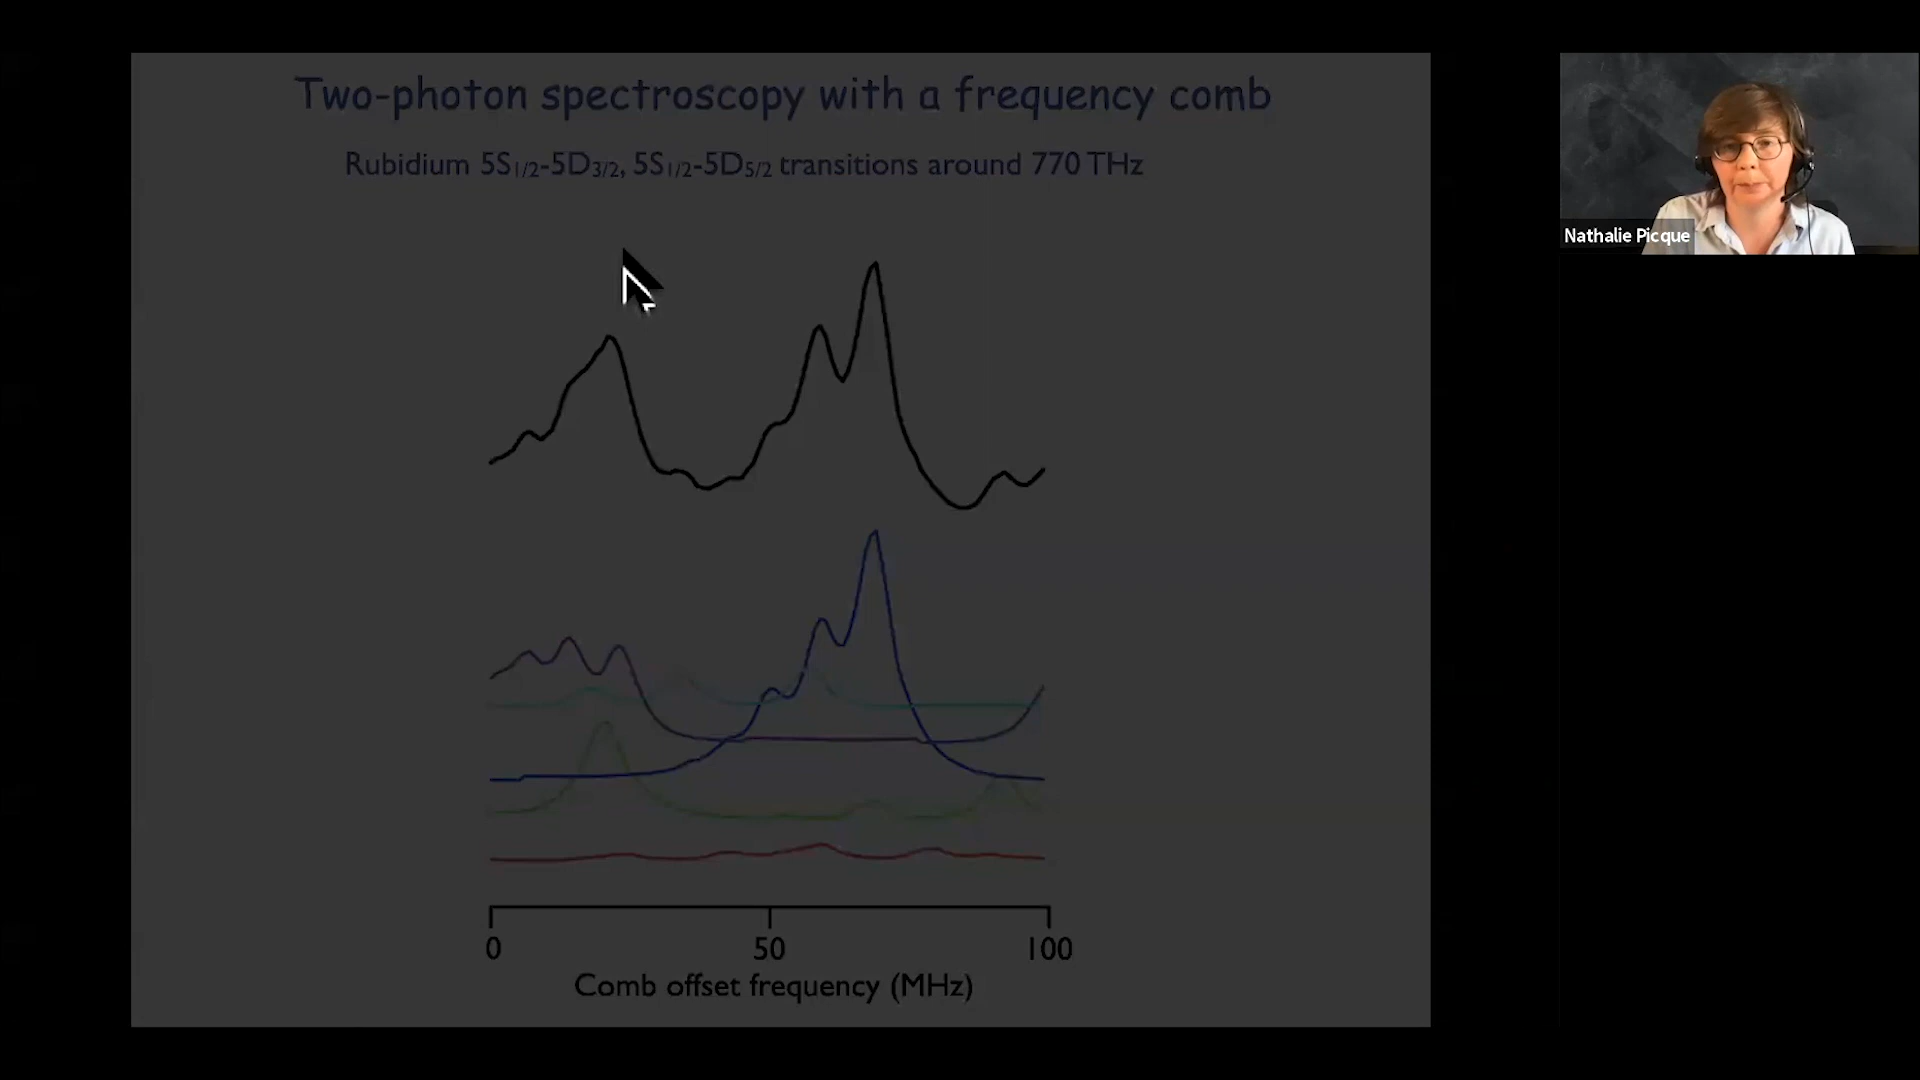 Two-photon spectroscopy with a frequency comb
Rubidium 5S1/2-5D3/2, 5S1/2-5D5/2 transitions around 770 THz
Nathalie Picque
0 50 100
Comb offset frequency (MHz)